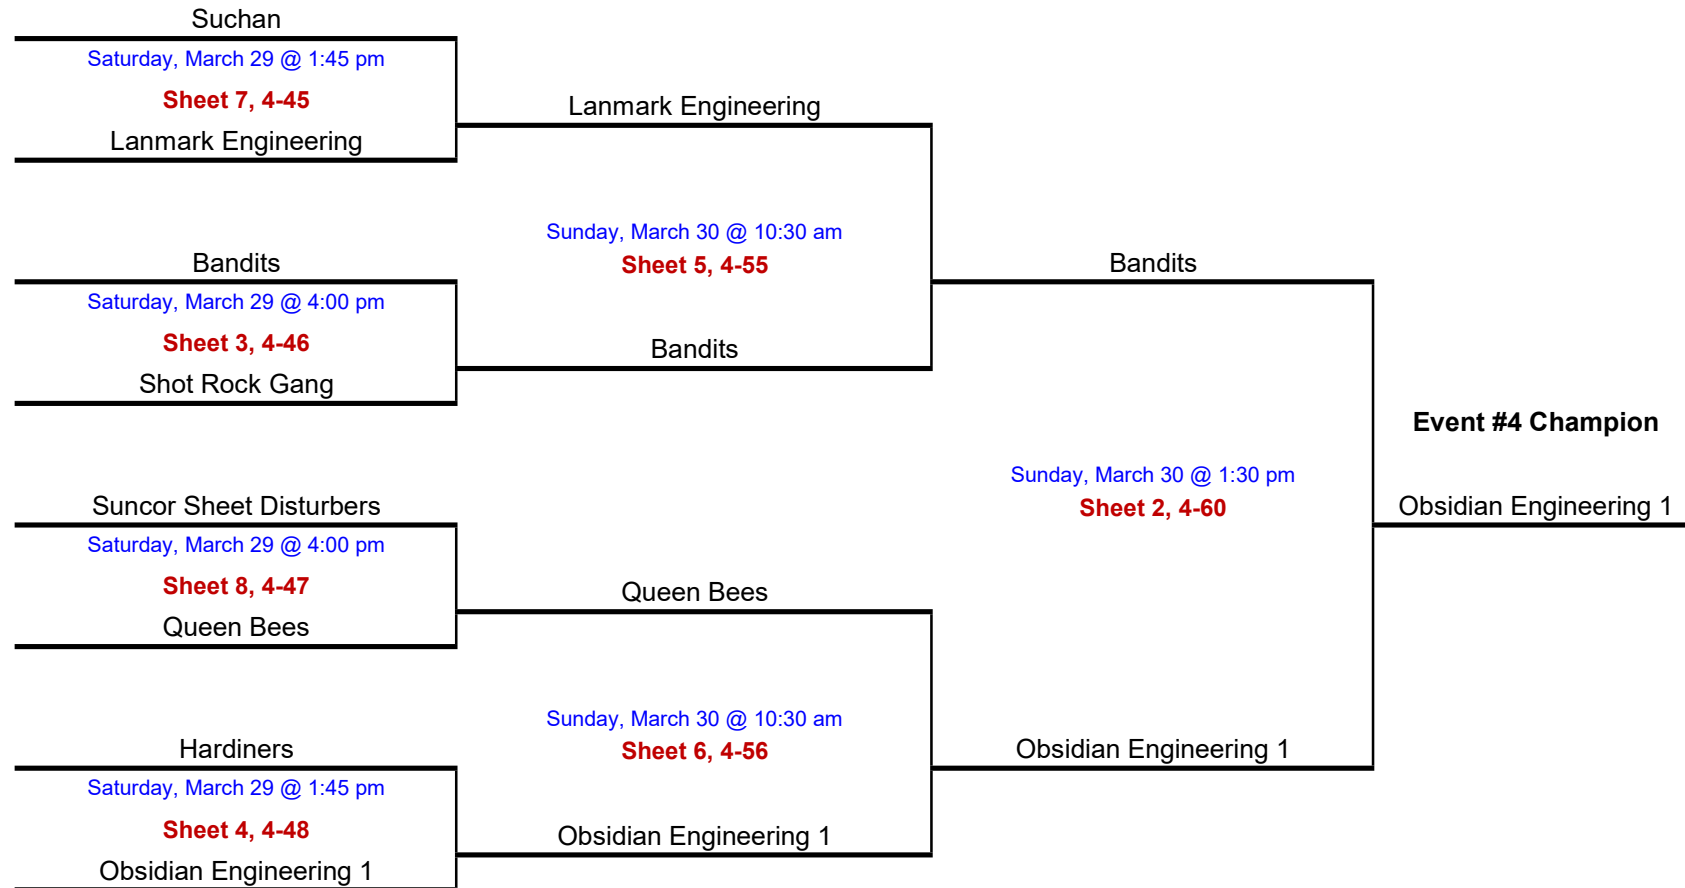 Suchan
Saturday, March 29 @ 1:45 pm
Sheet 7, 4-45
Lanmark Engineering
Bandits
Saturday, March 29 @ 4:00 pm
Sheet 3, 4-46
Shot Rock Gang
Suncor Sheet Disturbers
Saturday, March 29 @ 4:00 pm
Sheet 8, 4-47
Queen Bees
Hardiners
Saturday, March 29 @ 1:45 pm
Sheet 4, 4-48
Obsidian Engineering 1
Lanmark Engineering
Sunday, March 30 @ 10:30 am
Sheet 5, 4-55
Bandits
Queen Bees
Sunday, March 30 @ 10:30 am
Sheet 6, 4-56
Obsidian Engineering 1
Bandits
Sunday, March 30 @ 1:30 pm
Sheet 2, 4-60
Obsidian Engineering 1
Event #4 Champion
Obsidian Engineering 1